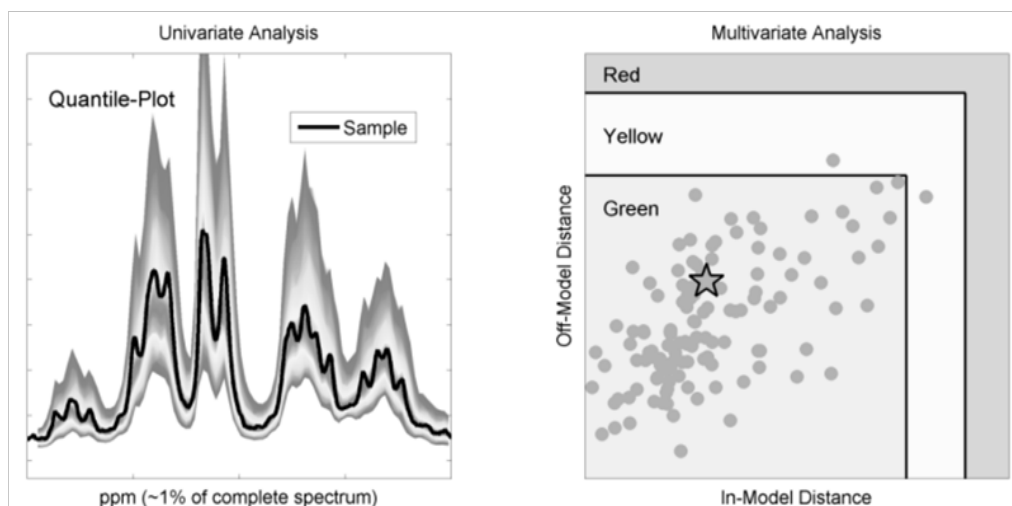 Univariate Analysis
Quantile-Plot
Sample
ppm (~1% of complete spectrum)
Multivariate Analysis
Red
Yellow
Green
Off-Model Distance
In-Model Distance